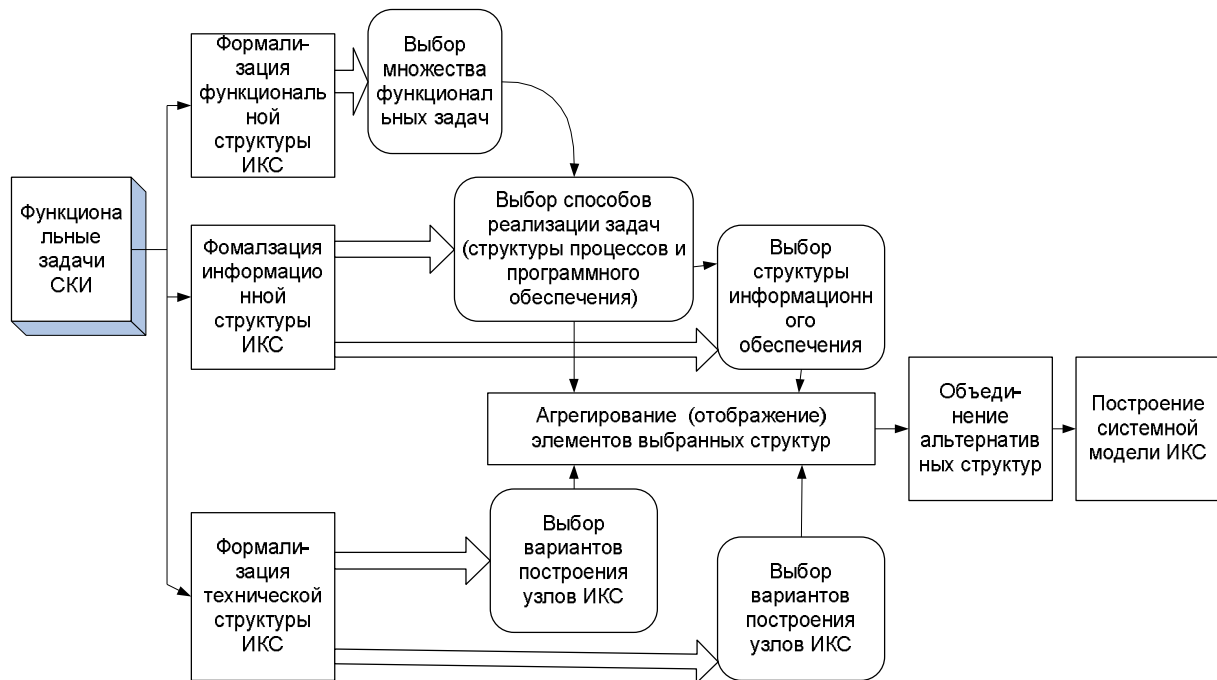 Функциона
льные
задачи
СКИ
Формали-
зация
функциональ
ной
структуры
ИКС
Выбор
множества
функционал
ьных задач
Выбор способов
реализации задач
(структуры процессов и
программного
обеспечения)
Фомалзация
информацио
нной
структуры
ИКС
Выбор
структуры
информационн
ого
обеспечения
Агрегирование (отображение)
элементов выбранных структур
Объеди-
нение
альтернатив
ных структур
Построение
системной
модели ИКС
Формали-
зация
технической
структуры
ИКС
Выбор
вариантов
построения
узлов ИКС
Выбор
вариантов
построения
узлов ИКС